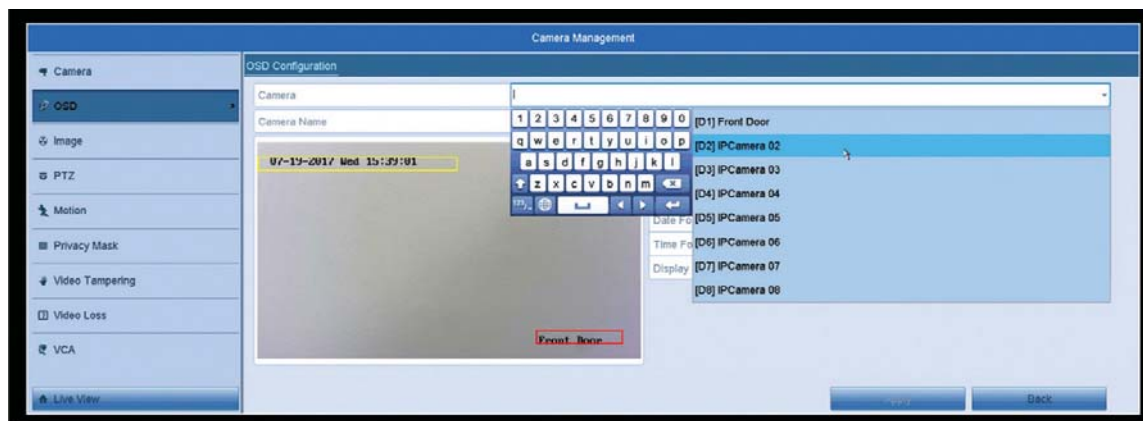 Camera Management
Camera
OSD
Image
PTZ
Motion
Privacy Mask
Video Tampering
Video Loss
VCA
Live View
OSD Configuration
Camera
Camera Name
07-19-2017 Wed 15:39:01
Front Door
1 2 3 4 5 6 7 8 9 0
q w e r t y u i o p
a s d f g h j k l
z x c v b n m
[D1] Front Door
[D2] IPCamera 02
[D3] IPCamera 03
[D4] IPCamera 04
[D5] IPCamera 05
[D6] IPCamera 06
[D7] IPCamera 07
[D8] IPCamera 08
Date Fo
Time Fo
Display
Apply
Back